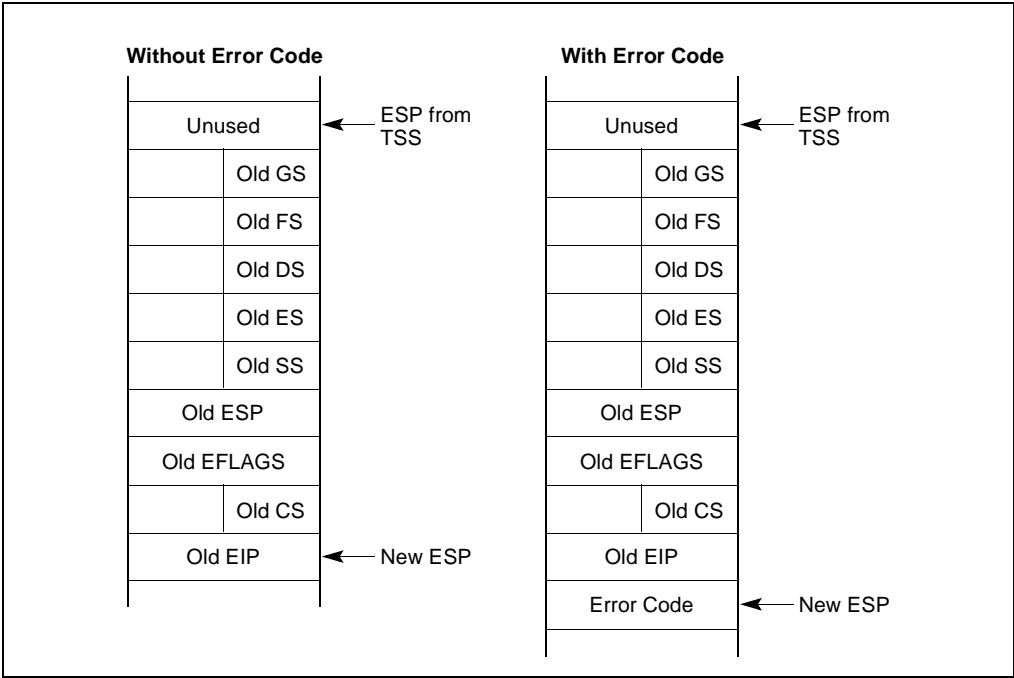 Without Error Code
Unused
ESP from
TSS
Old GS
Old FS
Old DS
Old ES
Old SS
Old ESP
Old EFLAGS
Old CS
Old EIP
New ESP
With Error Code
Unused
ESP from
TSS
Old GS
Old FS
Old DS
Old ES
Old SS
Old ESP
Old EFLAGS
Old CS
Old EIP
Error Code
New ESP